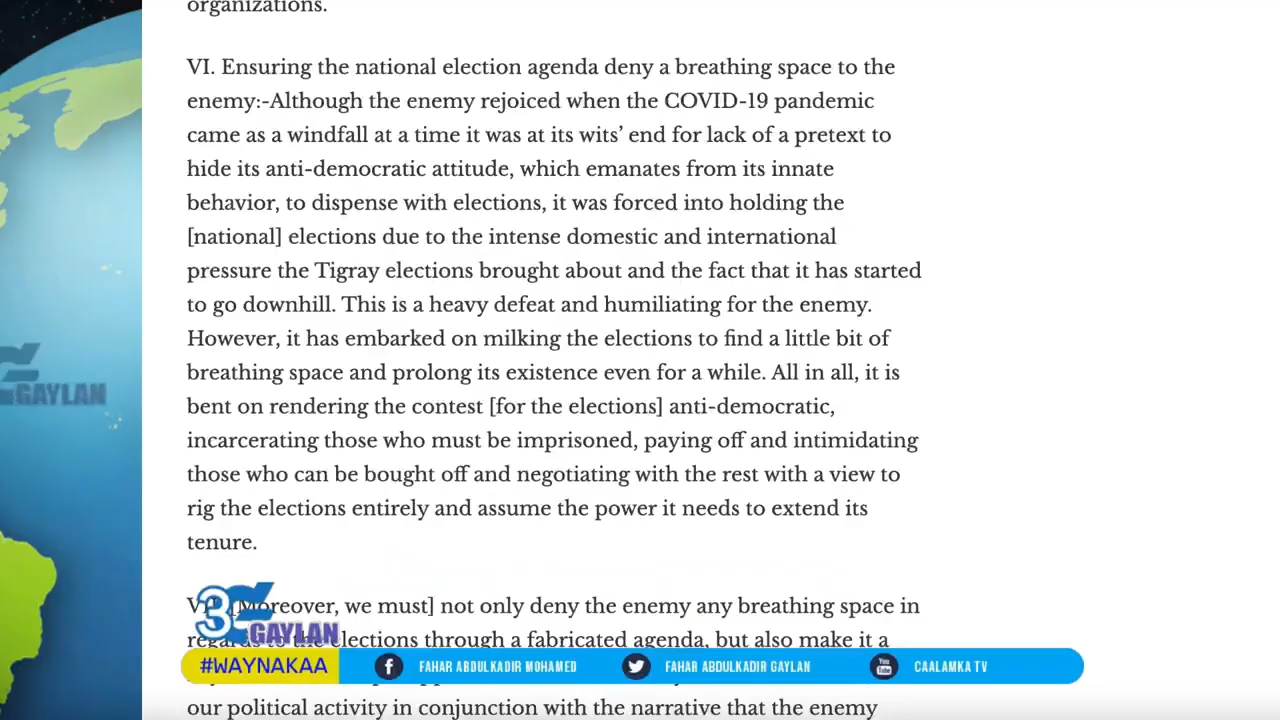 organizations.
VI. Ensuring the national election agenda deny a breathing space to the
enemy:-Although the enemy rejoiced when the COVID-19 pandemic
came as a windfall at a time it was at its wits’ end for lack of a pretext to
hide its anti-democratic attitude, which emanates from its innate
behavior, to dispense with elections, it was forced into holding the
[national] elections due to the intense domestic and international
pressure the Tigray elections brought about and the fact that it has started
to go downhill. This is a heavy defeat and humiliating for the enemy.
However, it has embarked on milking the elections to find a little bit of
breathing space and prolong its existence even for a while. All in all, it is
bent on rendering the contest [for the elections] anti-democratic,
incarcerating those who must be imprisoned, paying off and intimidating
those who can be bought off and negotiating with the rest with a view to
rig the elections entirely and assume the power it needs to extend its
tenure.
[Moreover, we must] not only deny the enemy any breathing space in
regards to the elections through a fabricated agenda, but also make it a
our political activity in conjunction with the narrative that the enemy
GAYLAN
3
GAYLAN
#WAYNAKAA
FAHAR ABDULKADIR MOHAMED
FAHAR ABDULKADIR GAYLAN
You Tube
CAALAMKA TV